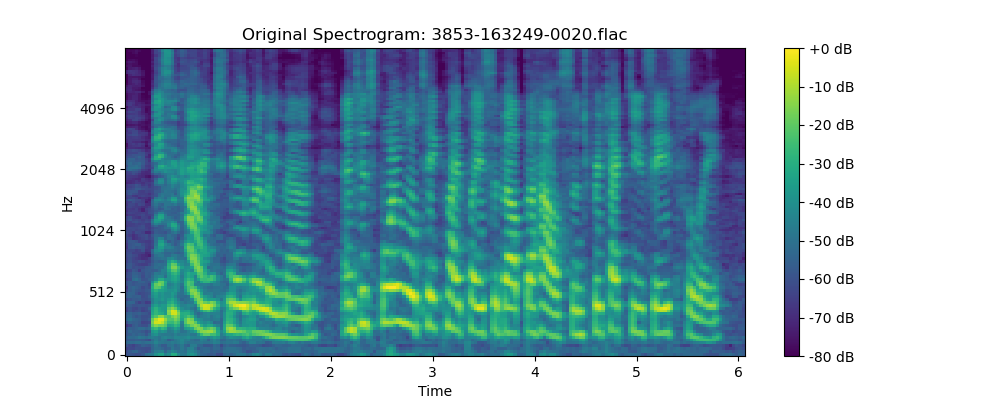 Original Spectrogram: 3853-163249-0020.flac
Hz
4096
2048
1024
512
0
0 1 2 3 4 5 6
Time
+0 dB
-10 dB
-20 dB
-30 dB
-40 dB
-50 dB
-60 dB
-70 dB
-80 dB